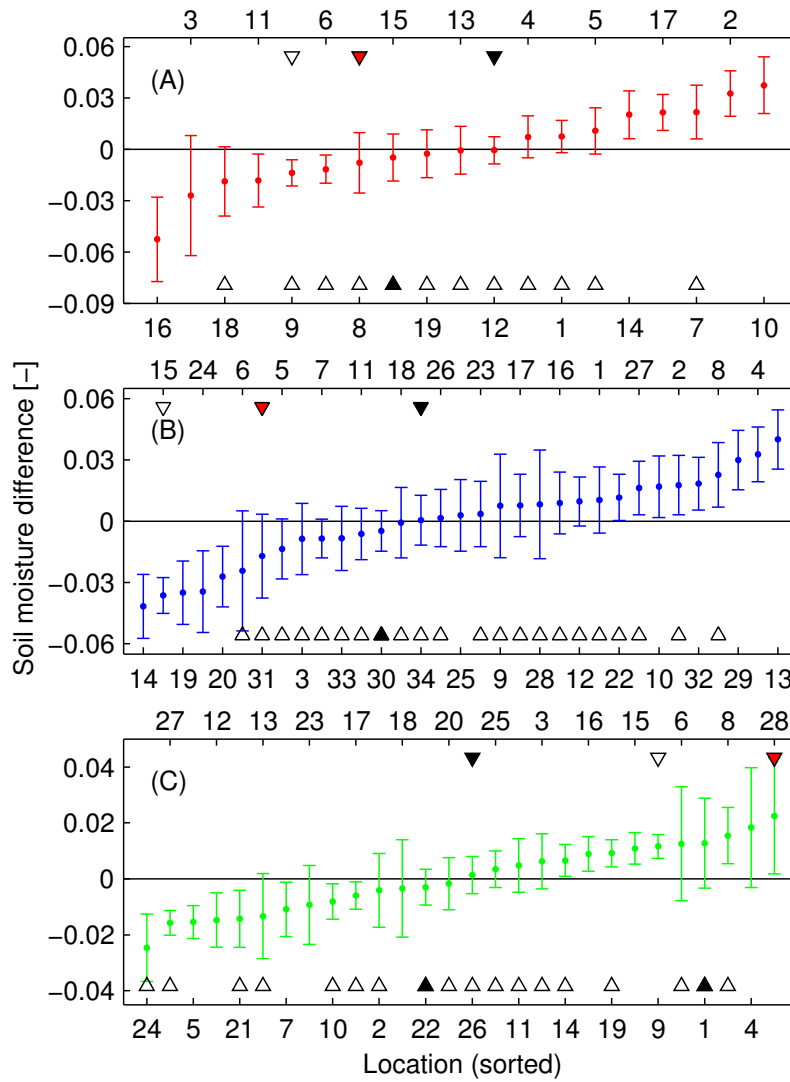 3 11 6 15 13 4 5 17 2
0.06
(A)
0.03
0
−0.03
−0.06
−0.09
16 18 9 8 19 12 1 14 7 10
15 24 6 5 7 11 18 26 23 17 16 1 27 2 8 4
0.06
(B)
0.03
0
−0.03
−0.06
14 19 20 31 3 33 30 34 25 9 28 12 22 10 32 29 13
Soil moisture difference [−]
27 12 13 23 17 18 20 25 3 16 15 6 8 28
0.04
(C)
0.02
0
−0.02
−0.04
24 5 21 7 10 2 22 26 11 14 19 9 1 4
Location (sorted)